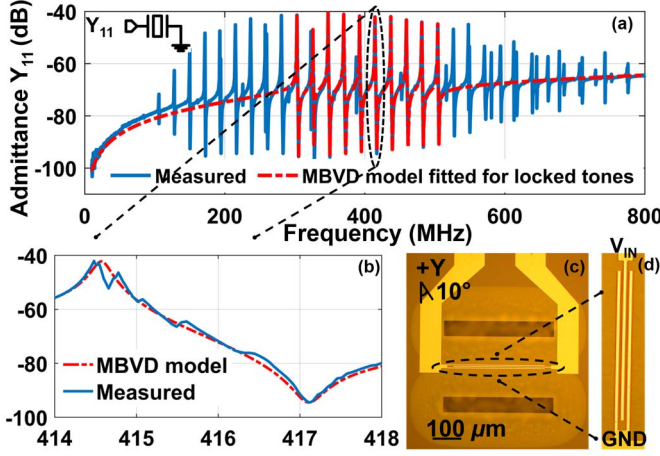 Y₁₁
(a)
Admittance Y₁₁ (dB)
-40
-60
-80
-100
Measured
MBVD model fitted for locked tones
0
200
400
600
800
Frequency (MHz)
(b)
-40
-60
-80
-100
MBVD model
Measured
414
415
416
417
418
+Y
10°
(c)
100 μm
V_IN
(d)
GND